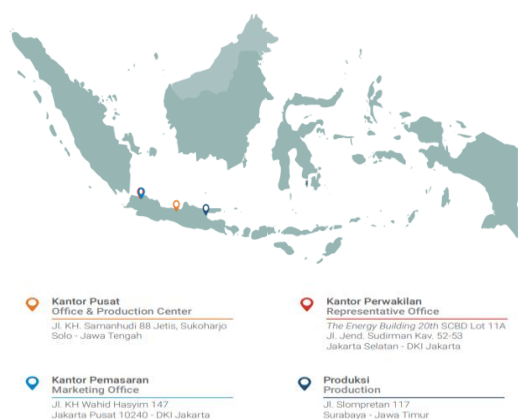 Kantor Pusat
Office & Production Center
Jl. KH. Samanhudi 88 Jetis, Sukoharjo
Solo - Jawa Tengah
Kantor Perwakilan
Representative Office
The Energy Building 20th SCBD Lot 11A
Jl. Jend. Sudirman Kav. 52-53
Jakarta Selatan - DKI Jakarta
Kantor Pemasaran
Marketing Office
Jl. KH Wahid Hasyim 147
Jakarta Pusat 10240 - DKI Jakarta
Produksi
Production
Jl. Slompretan 117
Surabaya - Jawa Timur